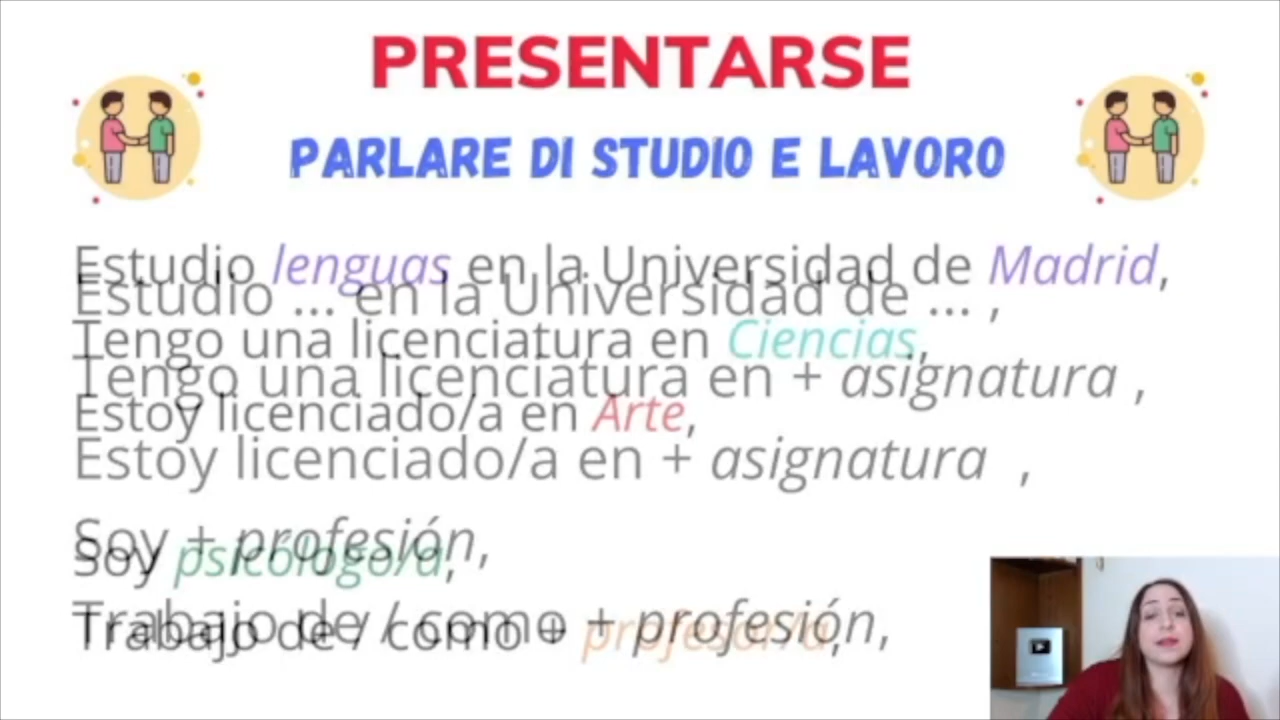 PRESENTARSE
PARLARE DI STUDIO E LAVORO
Estudio lenguas en la Universidad de Madrid,
Estudio ... en la Universidad de ... ,
Tengo una licenciatura en Ciencias,
Tengo una licenciatura en + asignatura ,
Estoy licenciado/a en Arte,
Estoy licenciado/a en + asignatura ,
Soy + profesión,
Soy psicólogo/a,
Trabajo de / como + profesión,
Trabajo de / como + profesor/a,